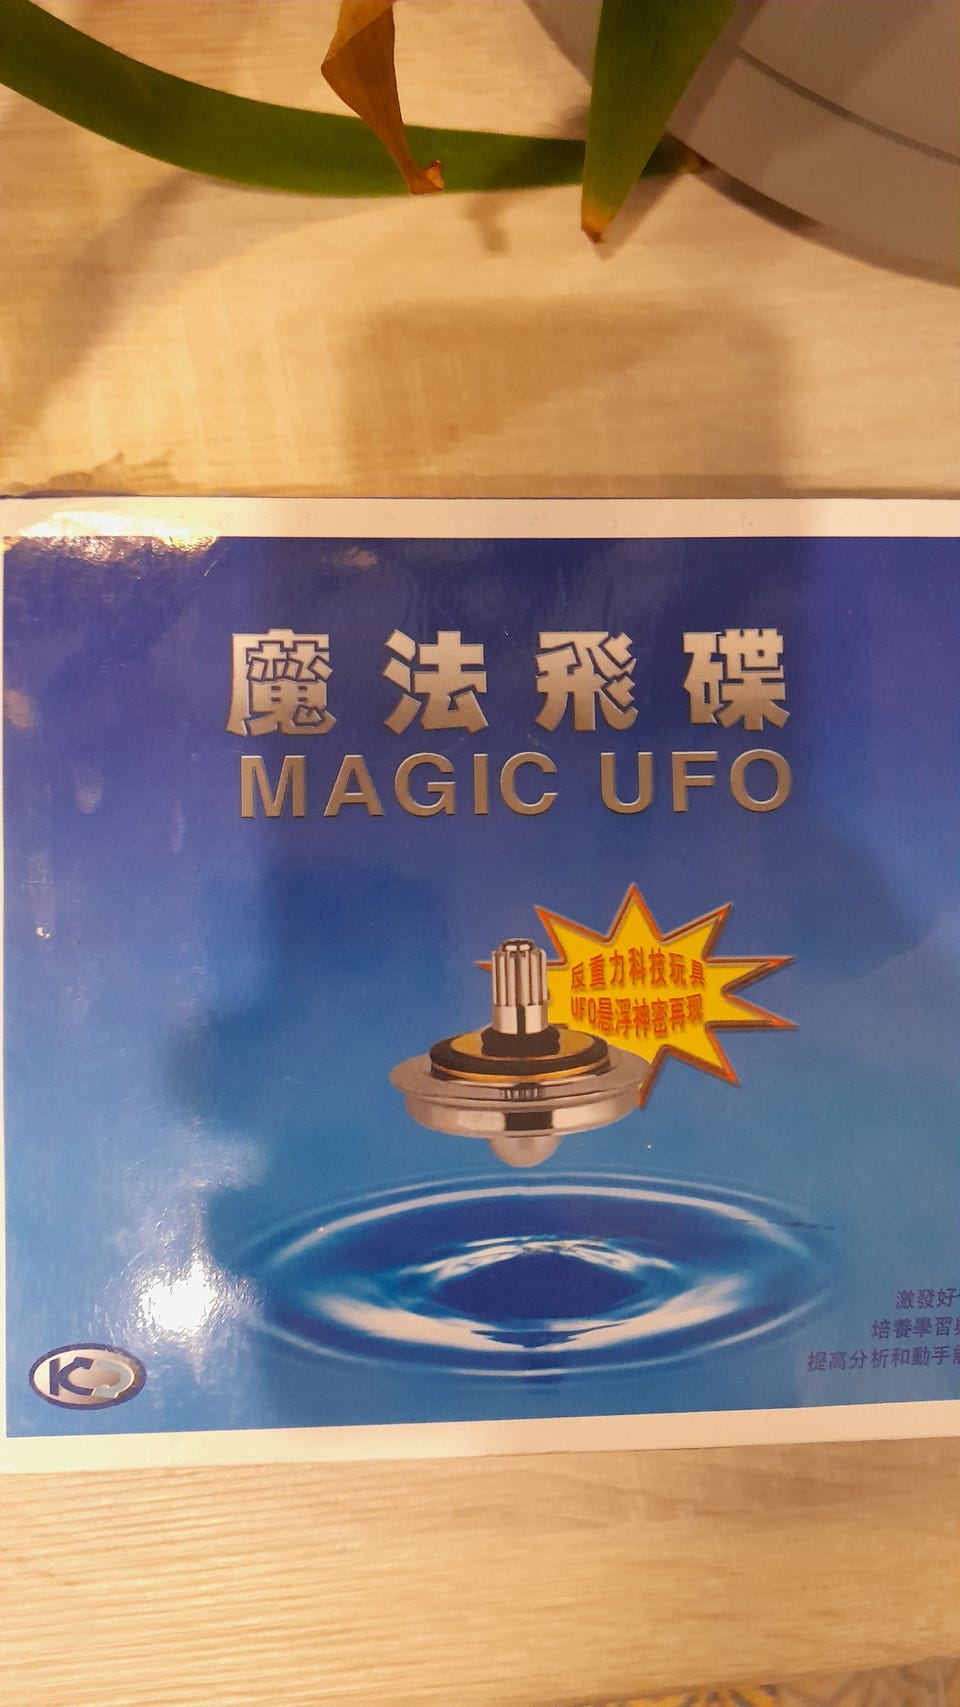 魔法飛碟
MAGIC UFO
反重力科技玩具
UFO悬浮神密再现
激發好
培養學習
提高分析和動手
K